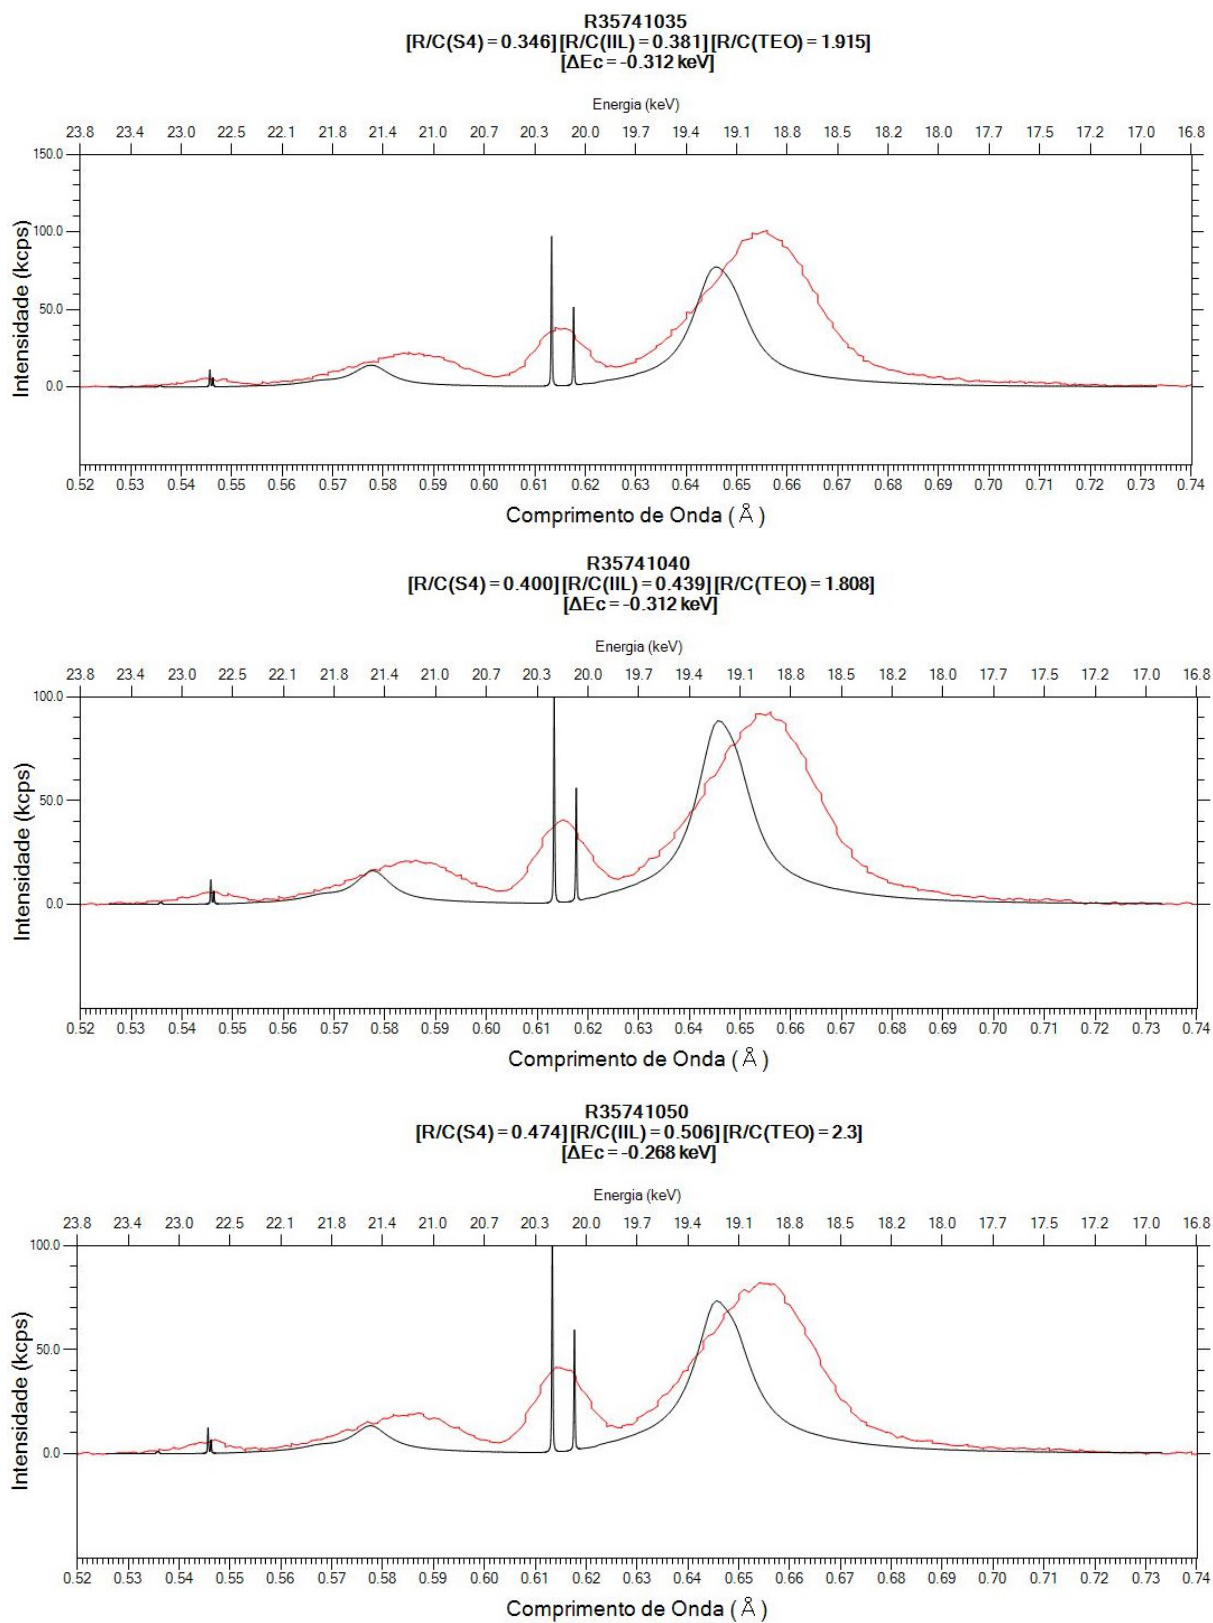 R35741035
[R/C(S4) = 0.346] [R/C(IIL) = 0.381] [R/C(TEO) = 1.915]
[ΔEc = -0.312 keV]
Energia (keV)
23.8 23.4 23.0 22.5 22.1 21.8 21.4 21.0 20.7 20.3 20.0 19.7 19.4 19.1 18.8 18.5 18.2 18.0 17.7 17.5 17.2 17.0 16.8
150.0
100.0
50.0
0.0
Intensidade (kcps)
0.52 0.53 0.54 0.55 0.56 0.57 0.58 0.59 0.60 0.61 0.62 0.63 0.64 0.65 0.66 0.67 0.68 0.69 0.70 0.71 0.72 0.73 0.74
Comprimento de Onda ( Å )
R35741040
[R/C(S4) = 0.400] [R/C(IIL) = 0.439] [R/C(TEO) = 1.808]
[ΔEc = -0.312 keV]
Energia (keV)
23.8 23.4 23.0 22.5 22.1 21.8 21.4 21.0 20.7 20.3 20.0 19.7 19.4 19.1 18.8 18.5 18.2 18.0 17.7 17.5 17.2 17.0 16.8
100.0
50.0
0.0
Intensidade (kcps)
0.52 0.53 0.54 0.55 0.56 0.57 0.58 0.59 0.60 0.61 0.62 0.63 0.64 0.65 0.66 0.67 0.68 0.69 0.70 0.71 0.72 0.73 0.74
Comprimento de Onda ( Å )
R35741050
[R/C(S4) = 0.474] [R/C(IIL) = 0.506] [R/C(TEO) = 2.3]
[ΔEc = -0.268 keV]
Energia (keV)
23.8 23.4 23.0 22.5 22.1 21.8 21.4 21.0 20.7 20.3 20.0 19.7 19.4 19.1 18.8 18.5 18.2 18.0 17.7 17.5 17.2 17.0 16.8
100.0
50.0
0.0
Intensidade (kcps)
0.52 0.53 0.54 0.55 0.56 0.57 0.58 0.59 0.60 0.61 0.62 0.63 0.64 0.65 0.66 0.67 0.68 0.69 0.70 0.71 0.72 0.73 0.74
Comprimento de Onda ( Å )